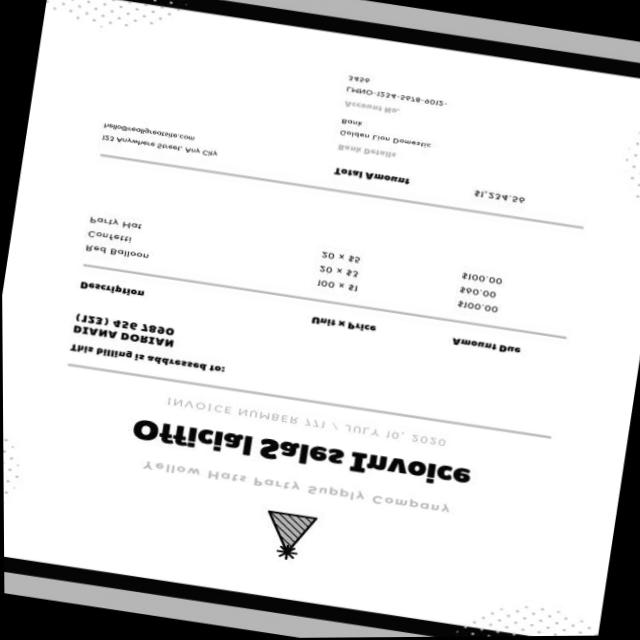 Yellow Hats Party Supply Company
Official Sales Invoice
INVOICE NUMBER 771 / JULY 10, 2020
This billing is addressed to:
DIANA DORIAN
(123) 456 7890
Description Unit x Price Amount Due
Red Balloon 100 x $1 $100.00
Confetti 20 x $3 $60.00
Party Hat 20 x $5 $100.00
Total Amount $1,234.56
123 Anywhere Street, Any City
hello@reallygreatsite.com
Bank Details
Golden Lion Domestic
Bank
Account No.
LMNO-1234-5678-9012-
3456